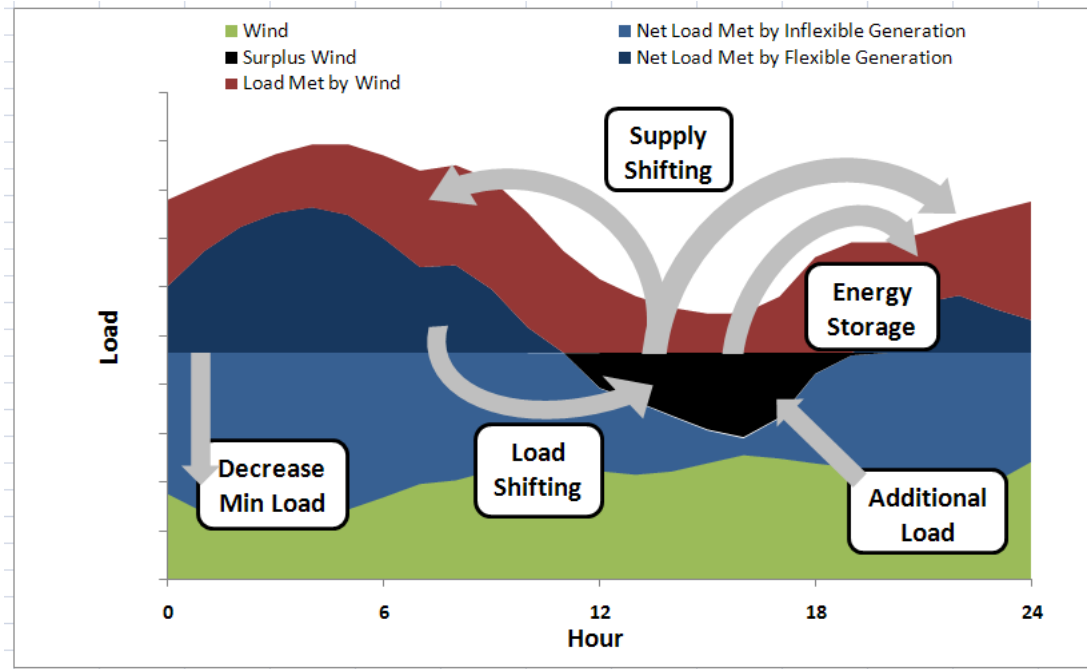 Wind
Net Load Met by Inflexible Generation
Surplus Wind
Net Load Met by Flexible Generation
Load Met by Wind
Supply
Shifting
Energy
Storage
Load
Decrease
Min Load
Load
Shifting
Additional
Load
0
6
12
18
24
Hour